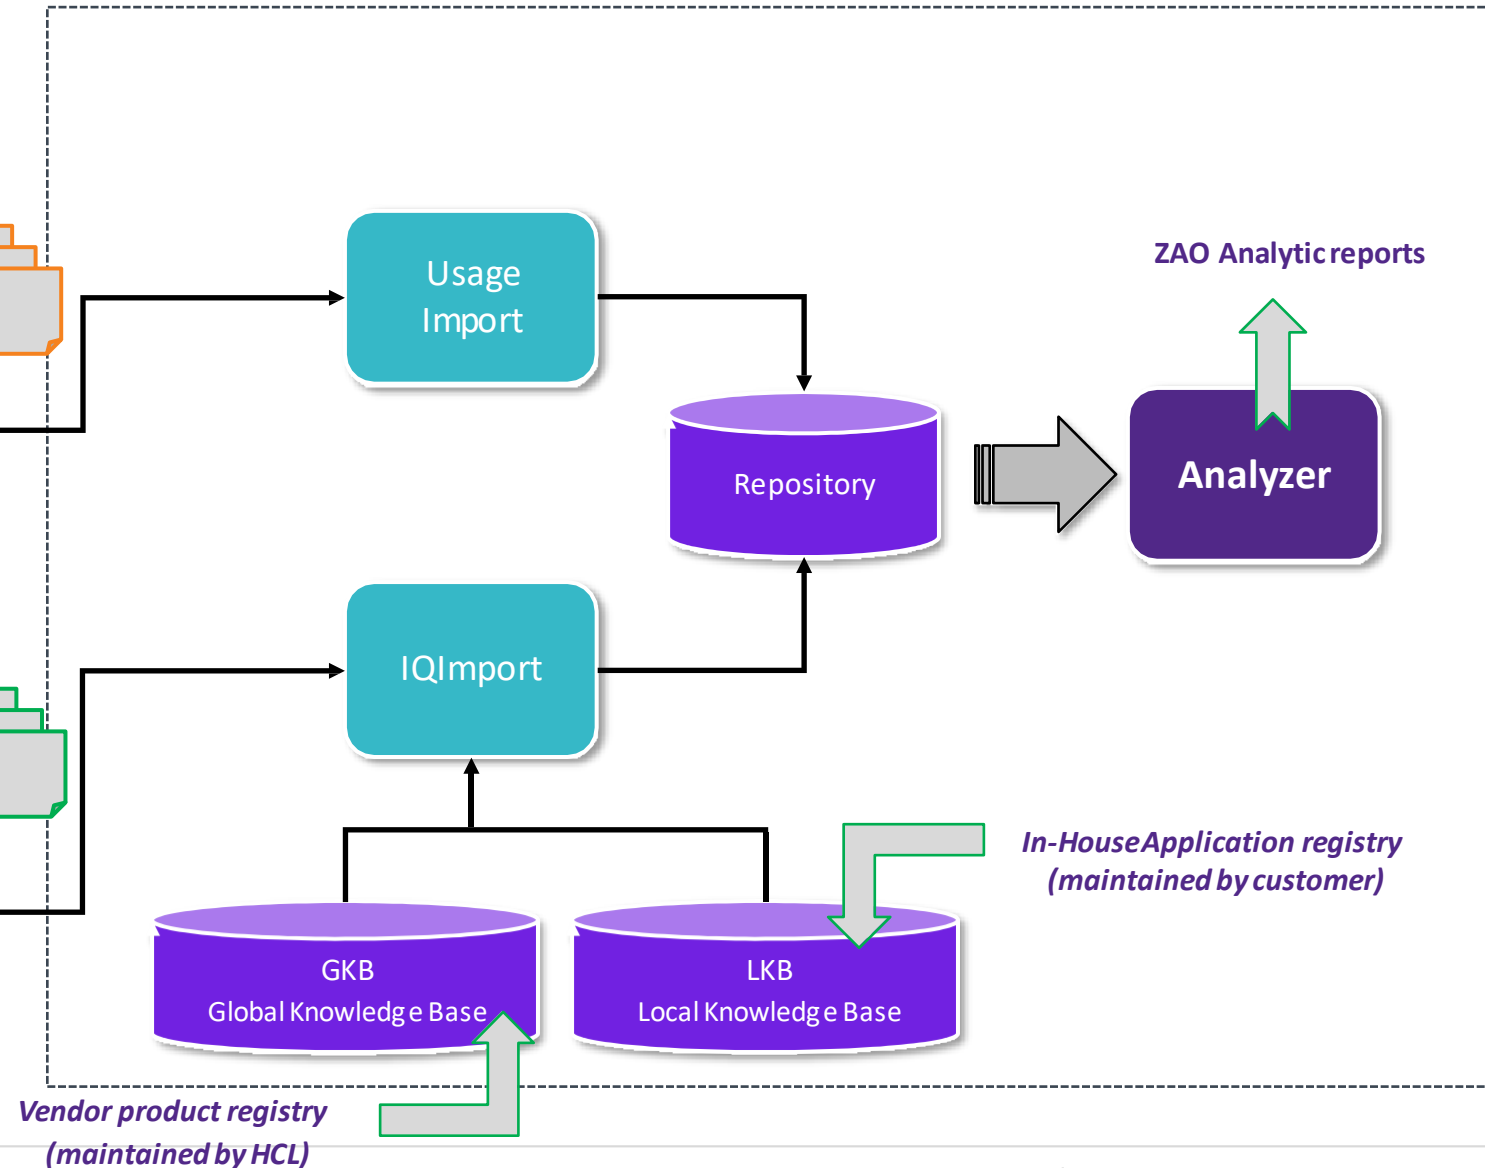 Usage
Import
ZAO Analytic reports
Repository
Analyzer
IQImport
In-House Application registry
(maintained by customer)
GKB
Global Knowledge Base
LKB
Local Knowledge Base
Vendor product registry
(maintained by HCL)